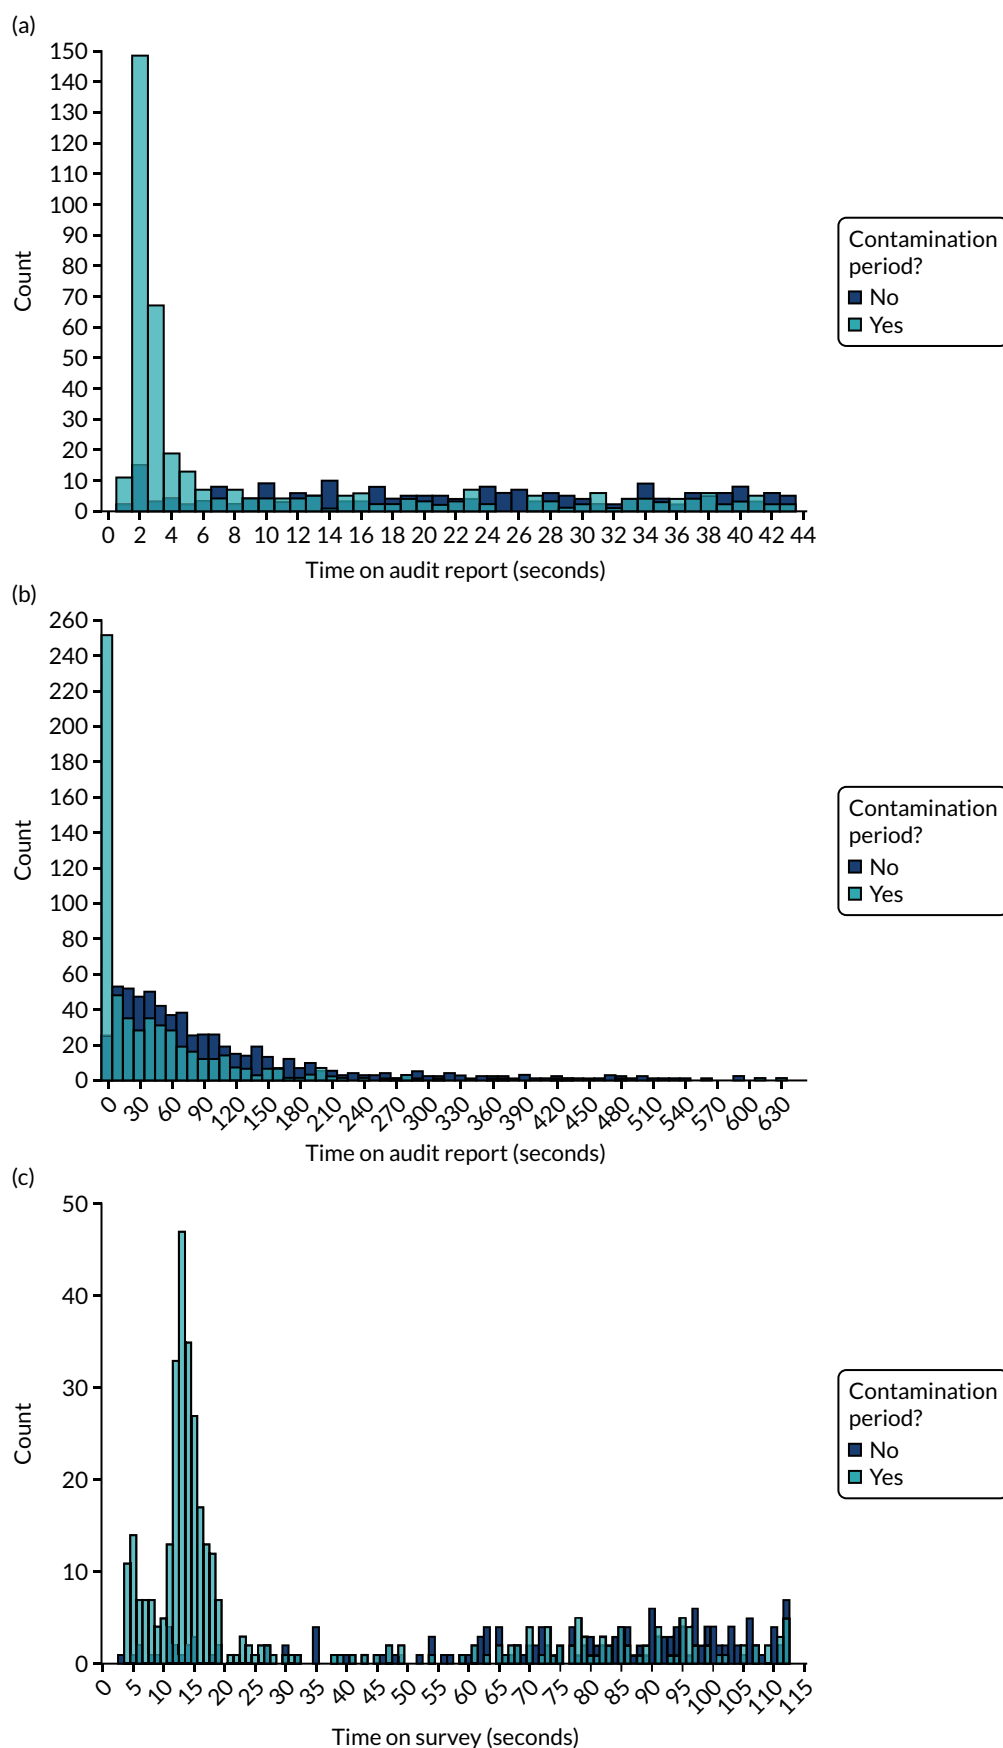 (a)
150
140
130
120
110
100
90
80
70
60
50
40
30
20
10
0
Count
0 2 4 6 8 10 12 14 16 18 20 22 24 26 28 30 32 34 36 38 40 42 44
Time on audit report (seconds)
Contamination
period?
No
Yes
(b)
260
240
220
200
180
160
140
120
100
80
60
40
20
0
Count
0 30 60 90 120 150 180 210 240 270 300 330 360 390 420 450 480 510 540 570 600 630
Time on audit report (seconds)
Contamination
period?
No
Yes
(c)
50
40
30
20
10
0
Count
0 5 10 15 20 25 30 35 40 45 50 55 60 65 70 75 80 85 90 95 100 105 110 115
Time on survey (seconds)
Contamination
period?
No
Yes